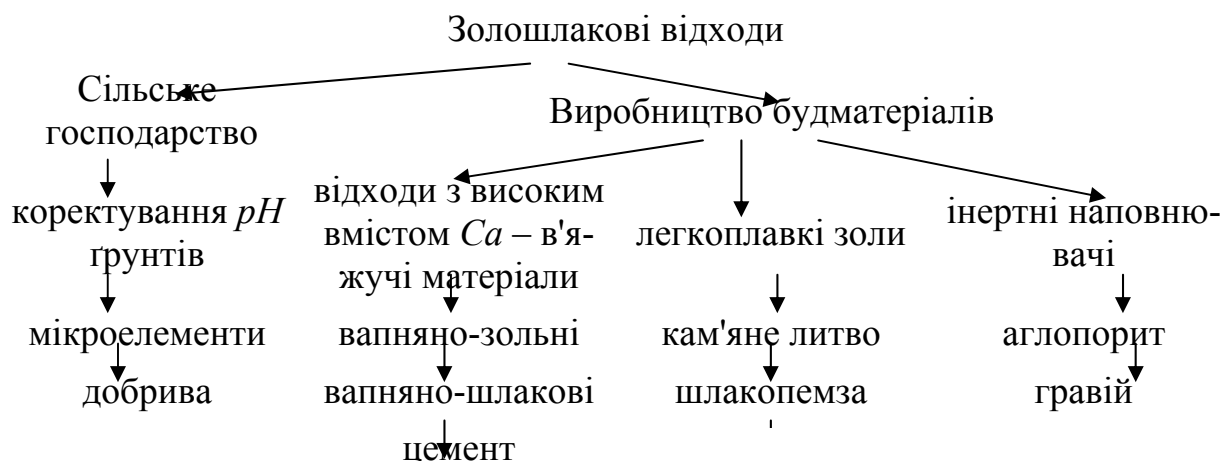 Золошлакові відходи
Сільське
господарство
Виробництво будматеріалів
коректування pH
ґрунтів
відходи з високим
вмістом Ca – в'я-
жучі матеріали
легкоплавкі золи
інертні наповню-
вачі
мікроелементи
вапняно-зольні
кам'яне литво
аглопорит
добрива
вапняно-шлакові
шлакопемза
гравій
цемент